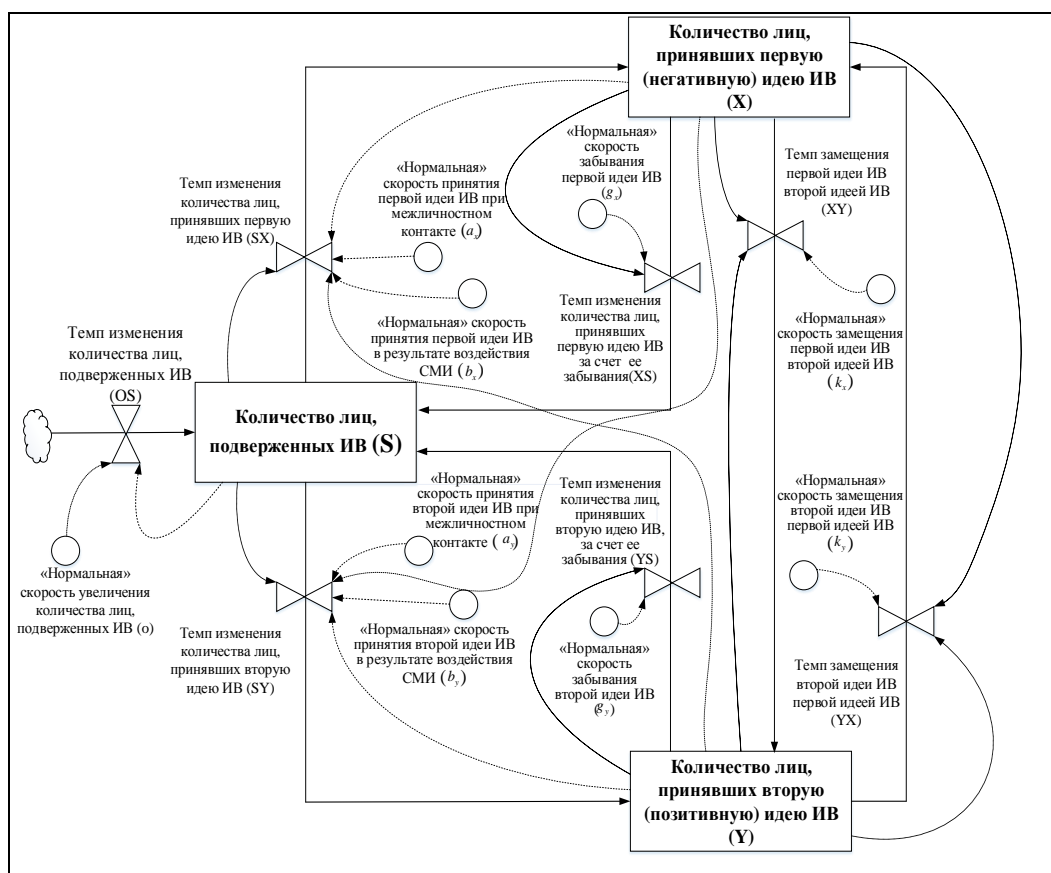 Количество лиц,
принявших первую
(негативную) идею ИВ
(X)
«Нормальная»
скорость
забывания
первой идеи ИВ
(gₓ)
«Нормальная»
скорость принятия
первой идеи ИВ при
межличностном
контакте (aₓ)
Темп изменения
количества лиц,
принявших первую
идею ИВ (SX)
Темп замещения
первой идеи ИВ
второй идеей ИВ
(XY)
«Нормальная» скорость
принятия первой идеи ИВ
в результате воздействия
СМИ (bₓ)
Темп изменения
количества лиц,
принявших
первую идею ИВ
за счет ее
забывания(XS)
«Нормальная»
скорость замещения
первой идеи ИВ
второй идеей ИВ
(kₓ)
Темп изменения
количества лиц,
подверженных ИВ
(OS)
Количество лиц,
подверженных ИВ (S)
«Нормальная»
скорость принятия
второй идеи ИВ при
межличностном
контакте ( a_y)
Темп изменения
количества лиц,
принявших
вторую идею ИВ,
за счет ее
забывания (YS)
«Нормальная»
скорость замещения
второй идеи ИВ
первой идеей ИВ
(k_y)
«Нормальная»
скорость увеличения
количества лиц,
подверженных ИВ (о)
Темп изменения
количества лиц,
принявших вторую
идею ИВ (SY)
«Нормальная» скорость
принятия второй идеи ИВ
в результате воздействия
СМИ (b_y)
«Нормальная»
скорость
забывания
второй идеи ИВ
(g_y)
Темп замещения
второй идеи ИВ
первой идеей ИВ
(YX)
Количество лиц,
принявших вторую
(позитивную) идею ИВ
(Y)